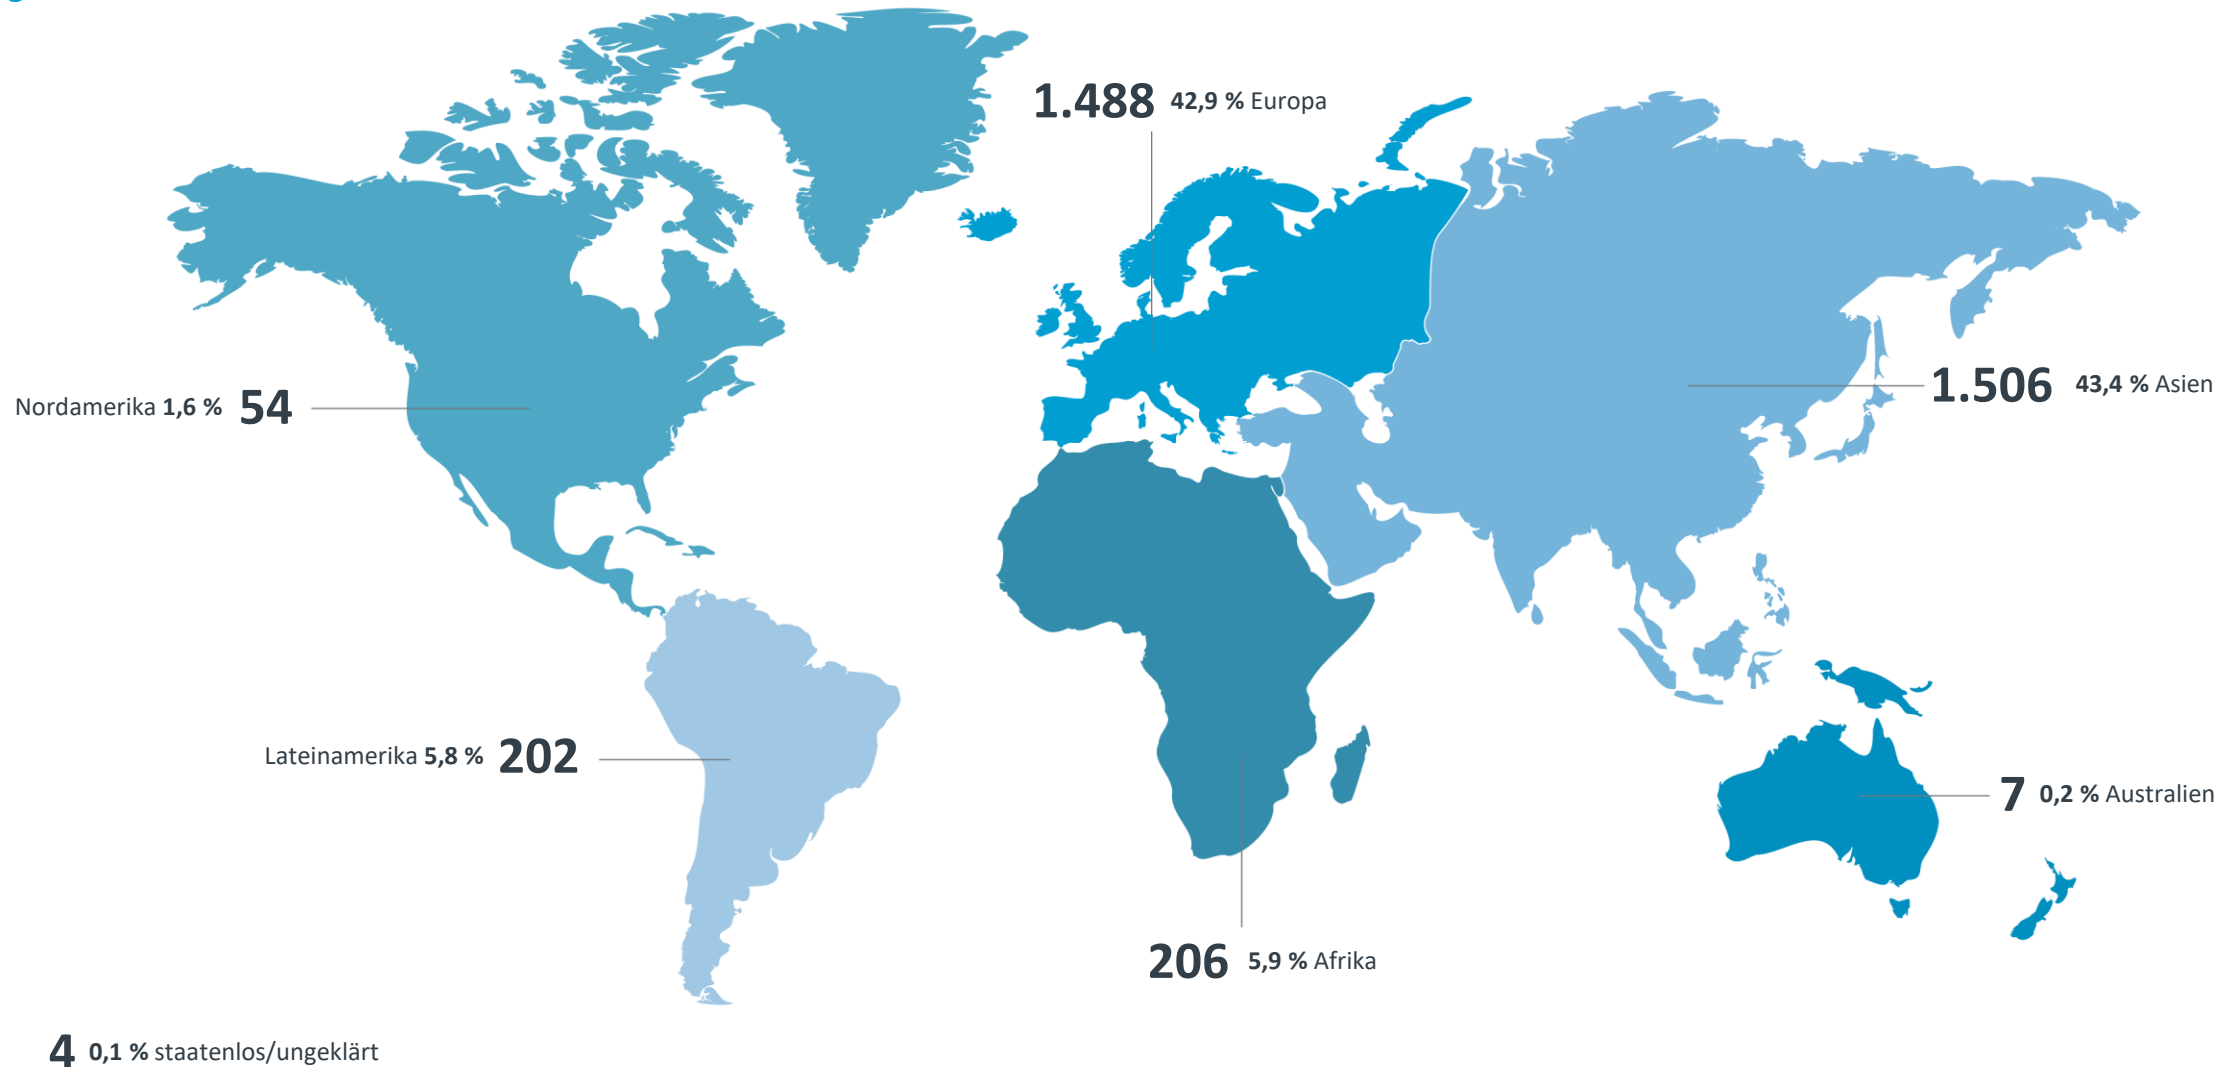 1.488 42,9 % Europa
1.506 43,4 % Asien
Nordamerika 1,6 % 54
Lateinamerika 5,8 % 202
7 0,2 % Australien
206 5,9 % Afrika
4 0,1 % staatenlos/ungeklärt